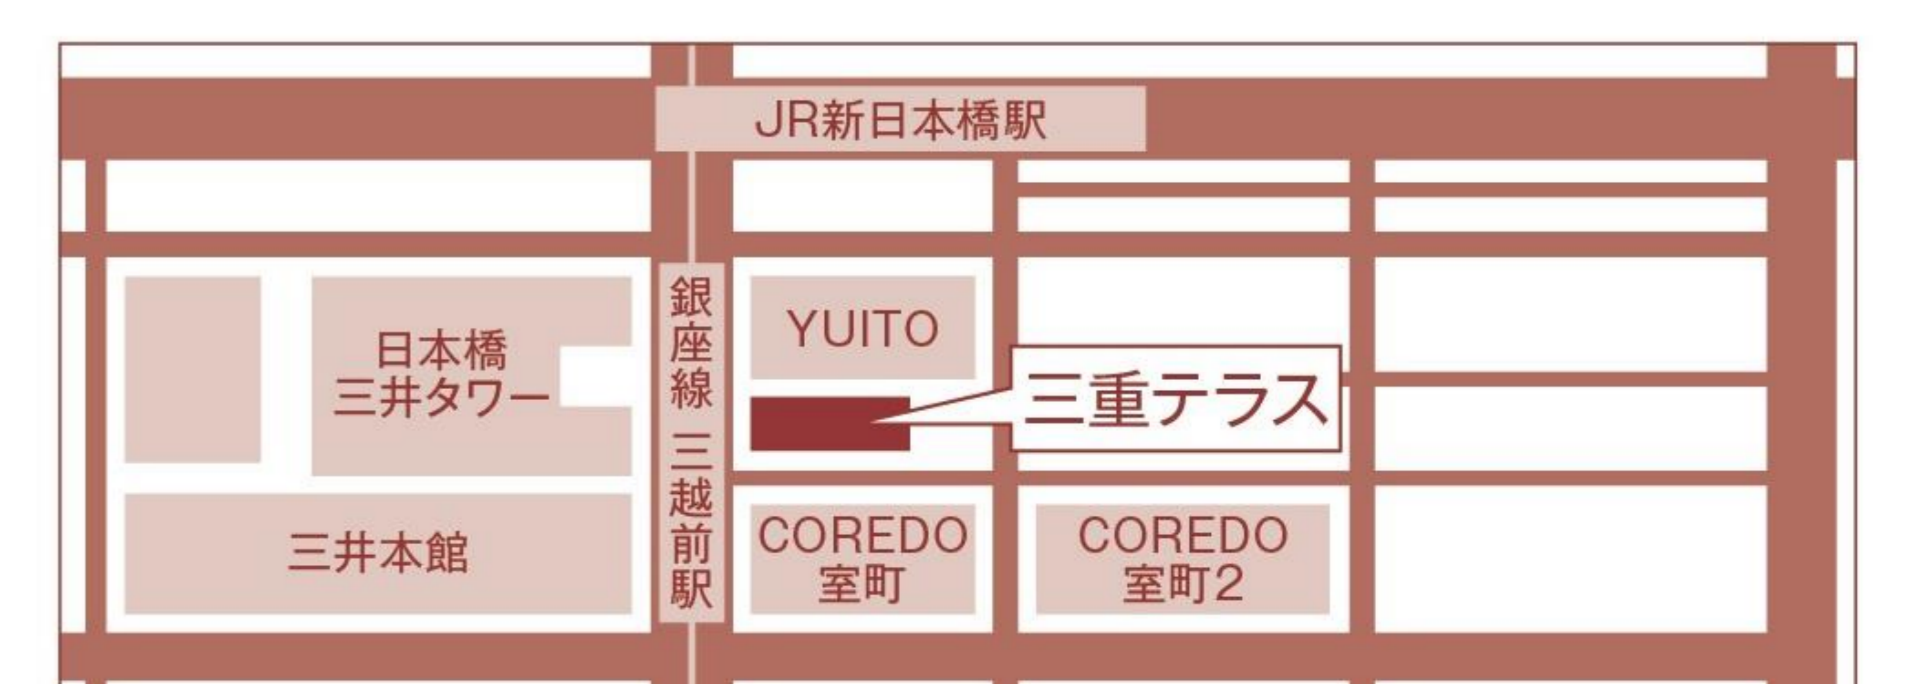 JR新日本橋駅
日本橋
三井タワー
三井本館
銀座線 三越前駅
YUITO
三重テラス
COREDO
室町
COREDO
室町2